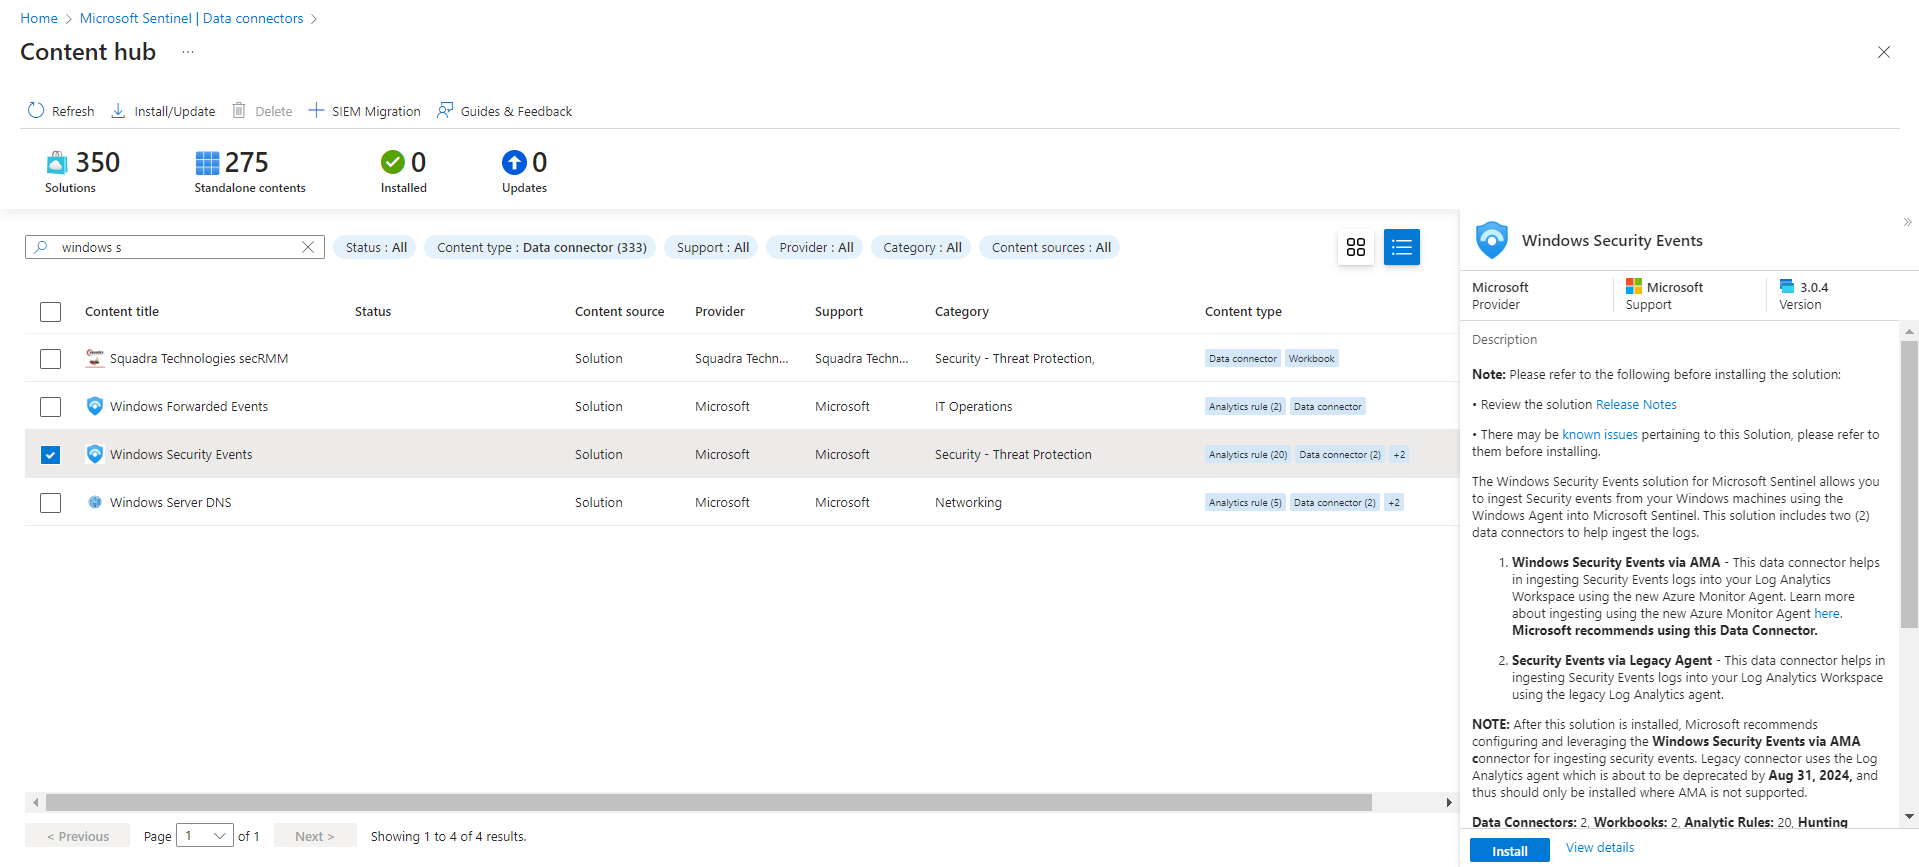 Home > Microsoft Sentinel | Data connectors >
Content hub ...
Refresh Install/Update Delete SIEM Migration Guides & Feedback
350 275 0 0
Solutions Standalone contents Installed Updates
windows s Status : All Content type : Data connector (333) Support : All Provider : All Category : All Content sources : All
Content title Status Content source Provider Support Category Content type
Squadra Technologies secRMM Solution Squadra Techn... Squadra Techn... Security - Threat Protection, Data connector Workbook
Windows Forwarded Events Solution Microsoft Microsoft IT Operations Analytics rule (2) Data connector
Windows Security Events Solution Microsoft Microsoft Security - Threat Protection Analytics rule (20) Data connector (2) +2
Windows Server DNS Solution Microsoft Microsoft Networking Analytics rule (5) Data connector (2) +2
< Previous Page 1 of 1 Next > Showing 1 to 4 of 4 results.
Windows Security Events
Microsoft Microsoft 3.0.4
Provider Support Version
Description
Note: Please refer to the following before installing the solution:
• Review the solution Release Notes
• There may be known issues pertaining to this Solution, please refer to
them before installing.
The Windows Security Events solution for Microsoft Sentinel allows you
to ingest Security events from your Windows machines using the
Windows Agent into Microsoft Sentinel. This solution includes two (2)
data connectors to help ingest the logs.
1. Windows Security Events via AMA - This data connector helps
in ingesting Security Events logs into your Log Analytics
Workspace using the new Azure Monitor Agent. Learn more
about ingesting using the new Azure Monitor Agent here.
Microsoft recommends using this Data Connector.
2. Security Events via Legacy Agent - This data connector helps in
ingesting Security Events logs into your Log Analytics Workspace
using the legacy Log Analytics agent.
NOTE: After this solution is installed, Microsoft recommends
configuring and leveraging the Windows Security Events via AMA
connector for ingesting security events. Legacy connector uses the Log
Analytics agent which is about to be deprecated by Aug 31, 2024, and
thus should only be installed where AMA is not supported.
Data Connectors: 2, Workbooks: 2, Analytic Rules: 20, Hunting
Install View details